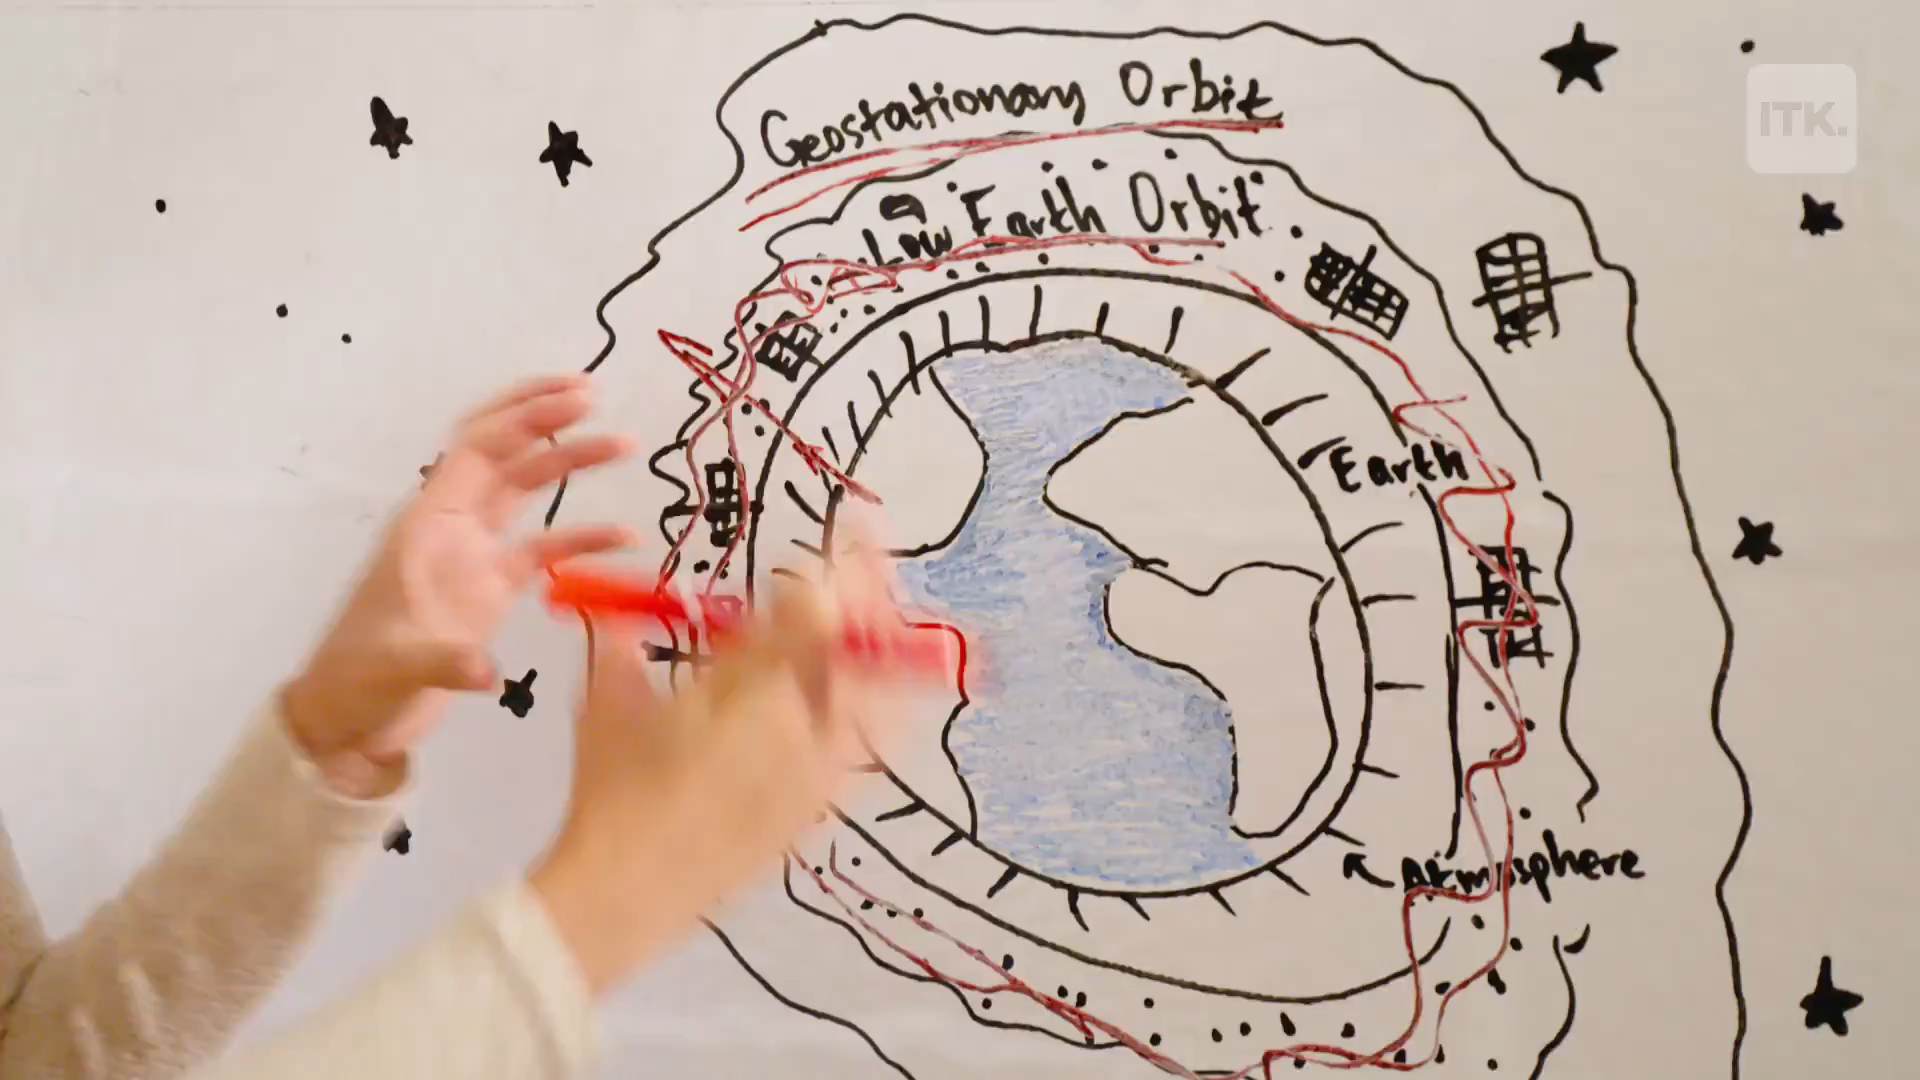 Geostationary Orbit
ITK.
Low Earth Orbit
Earth
Atmosphere